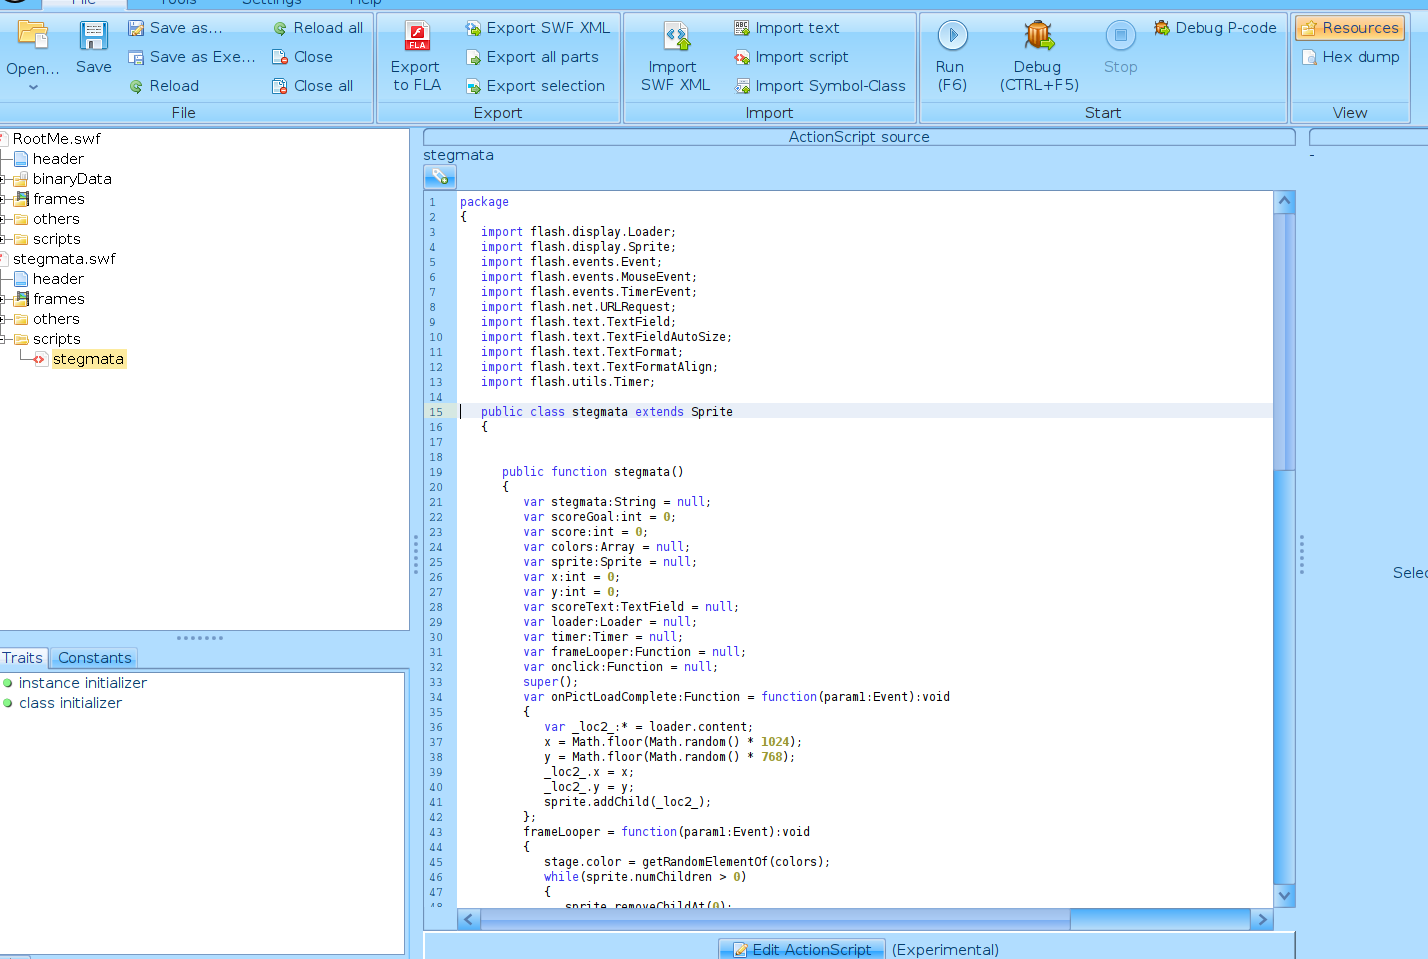 File Tools Settings Help
Save as... Reload all Export SWF XML Import text Debug P-code Resources
Open... Save Save as Exe... Close Export to FLA Export all parts Import SWF XML Import script Run (F6) Debug (CTRL+F5) Stop Hex dump
Reload Close all Export selection Import Symbol-Class
File Export Import Start View
RootMe.swf
header
binaryData
frames
others
scripts
stegmata.swf
header
frames
others
scripts
stegmata
Traits Constants
instance initializer
class initializer
ActionScript source
stegmata
-
1 package
2 {
3 import flash.display.Loader;
4 import flash.display.Sprite;
5 import flash.events.Event;
6 import flash.events.MouseEvent;
7 import flash.events.TimerEvent;
8 import flash.net.URLRequest;
9 import flash.text.TextField;
10 import flash.text.TextFieldAutoSize;
11 import flash.text.TextFormat;
12 import flash.text.TextFormatAlign;
13 import flash.utils.Timer;
14
15 public class stegmata extends Sprite
16 {
17
18
19 public function stegmata()
20 {
21 var stegmata:String = null;
22 var scoreGoal:int = 0;
23 var score:int = 0;
24 var colors:Array = null;
25 var sprite:Sprite = null;
26 var x:int = 0;
27 var y:int = 0;
28 var scoreText:TextField = null;
29 var loader:Loader = null;
30 var timer:Timer = null;
31 var frameLooper:Function = null;
32 var onclick:Function = null;
33 super();
34 var onPictLoadComplete:Function = function(param1:Event):void
35 {
36 var _loc2_:* = loader.content;
37 x = Math.floor(Math.random() * 1024);
38 y = Math.floor(Math.random() * 768);
39 _loc2_.x = x;
40 _loc2_.y = y;
41 sprite.addChild(_loc2_);
42 };
43 frameLooper = function(param1:Event):void
44 {
45 stage.color = getRandomElementOf(colors);
46 while(sprite.numChildren > 0)
47 {
48 sprite.removeChildAt(0);
Edit ActionScript (Experimental)
Selec